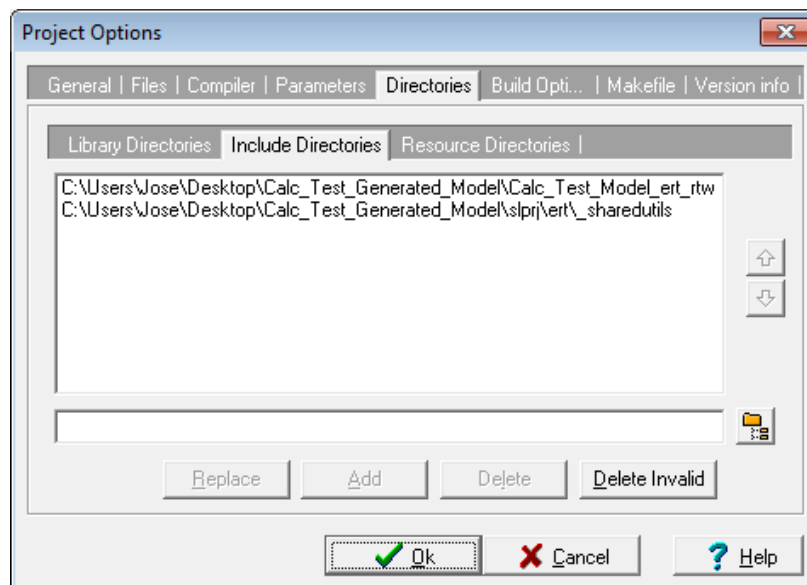 Project Options
General | Files | Compiler | Parameters | Directories | Build Opti... | Makefile | Version info |
Library Directories | Include Directories | Resource Directories |
C:\Users\Jose\Desktop\Calc_Test_Generated_Model\Calc_Test_Model_ert_rtw
C:\Users\Jose\Desktop\Calc_Test_Generated_Model\slprj\ert\_sharedutils
Replace Add Delete Delete Invalid
Ok Cancel Help